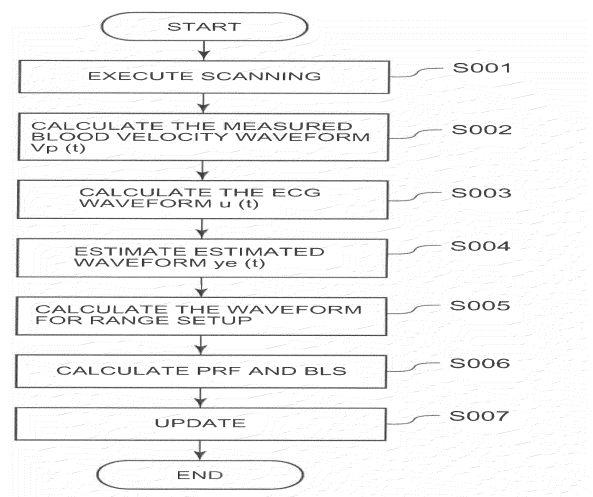 START
EXECUTE SCANNING
S001
CALCULATE THE MEASURED
BLOOD VELOCITY WAVEFORM
Vp (t)
S002
CALCULATE THE ECG
WAVEFORM u (t)
S003
ESTIMATE ESTIMATED
WAVEFORM ye (t)
S004
CALCULATE THE WAVEFORM
FOR RANGE SETUP
S005
CALCULATE PRF AND BLS
S006
UPDATE
S007
END